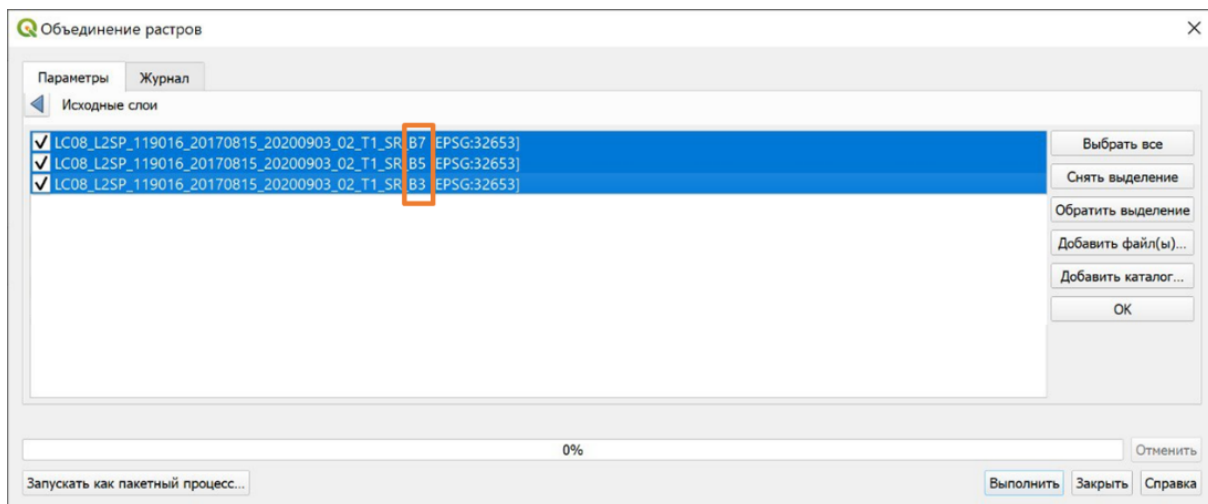 Объединение растров
Параметры Журнал
Исходные слои
LC08_L2SP_119016_20170815_20200903_02_T1_SR_B7 [EPSG:32653]
LC08_L2SP_119016_20170815_20200903_02_T1_SR_B5 [EPSG:32653]
LC08_L2SP_119016_20170815_20200903_02_T1_SR_B3 [EPSG:32653]
Выбрать все
Снять выделение
Обратить выделение
Добавить файл(ы)...
Добавить каталог...
OK
0%
Отменить
Запускать как пакетный процесс...
Выполнить Закрыть Справка